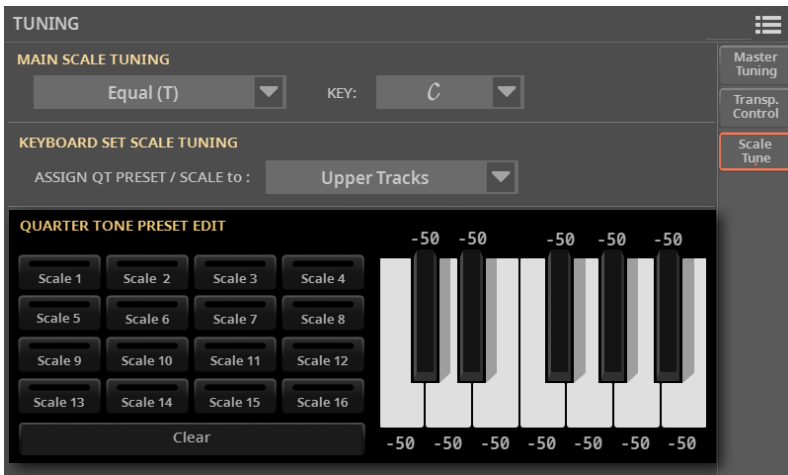 TUNING
MAIN SCALE TUNING
Master
Tuning
Equal (T)
KEY:
C
Transp.
Control
KEYBOARD SET SCALE TUNING
Scale
Tune
ASSIGN QT PRESET / SCALE to :
Upper Tracks
QUARTER TONE PRESET EDIT
-50 -50 -50 -50 -50
Scale 1 Scale 2 Scale 3 Scale 4
Scale 5 Scale 6 Scale 7 Scale 8
Scale 9 Scale 10 Scale 11 Scale 12
Scale 13 Scale 14 Scale 15 Scale 16
Clear
-50 -50 -50 -50 -50 -50 -50